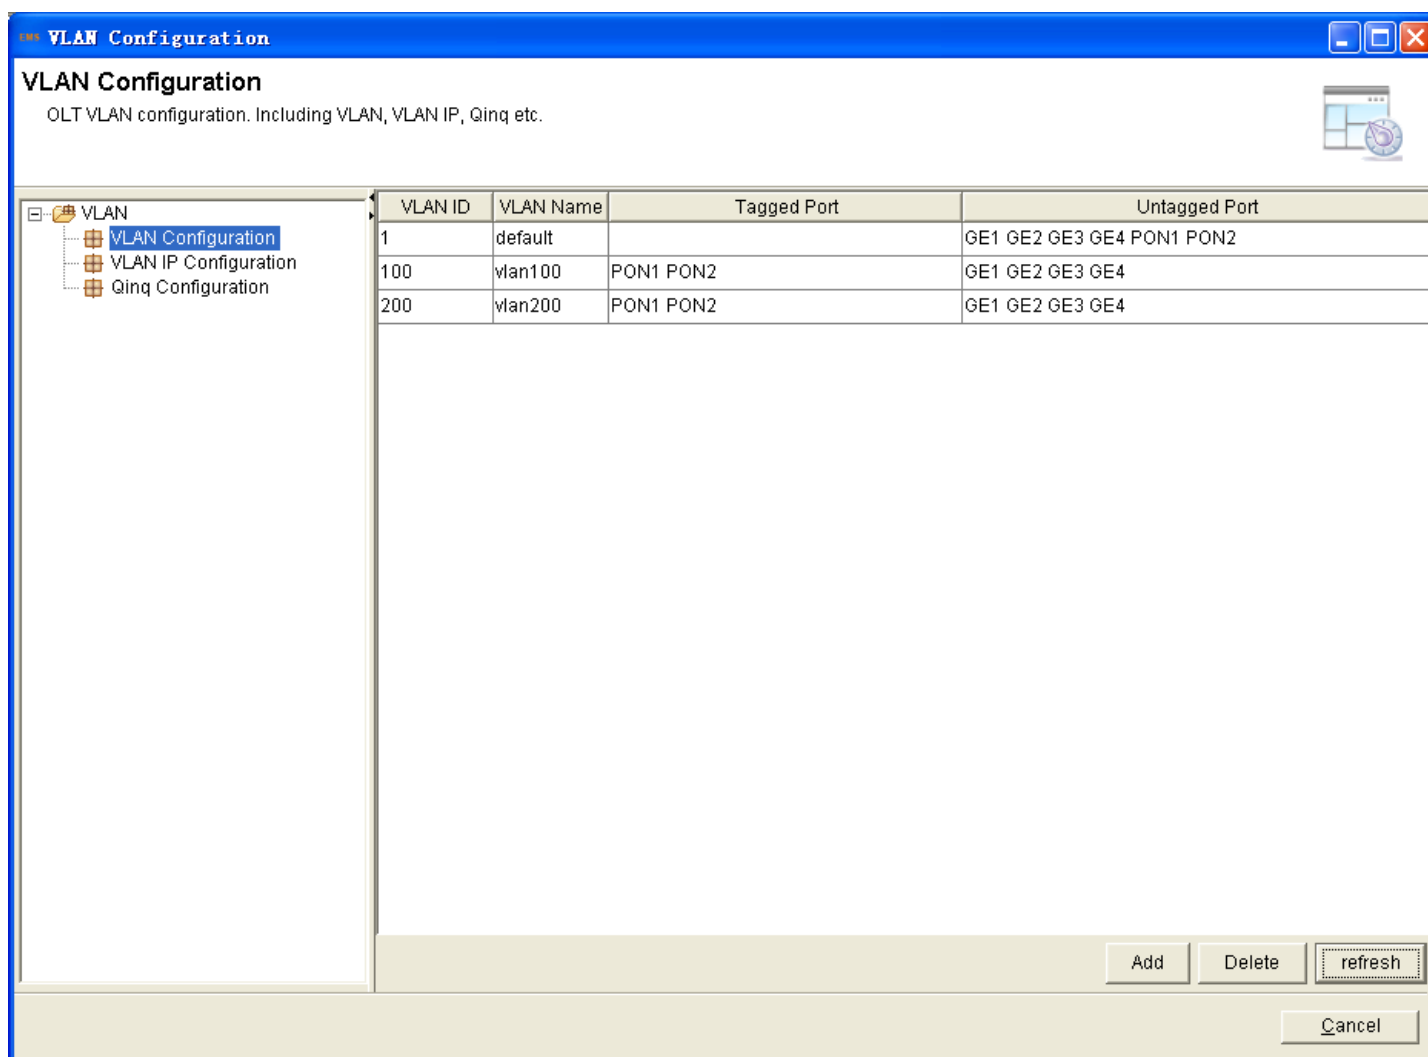 EMS VLAN Configuration
VLAN Configuration
OLT VLAN configuration. Including VLAN, VLAN IP, Qinq etc.
VLAN
VLAN Configuration
VLAN IP Configuration
Qinq Configuration
VLAN ID VLAN Name Tagged Port Untagged Port
1 default GE1 GE2 GE3 GE4 PON1 PON2
100 vlan100 PON1 PON2 GE1 GE2 GE3 GE4
200 vlan200 PON1 PON2 GE1 GE2 GE3 GE4
Add Delete refresh
Cancel